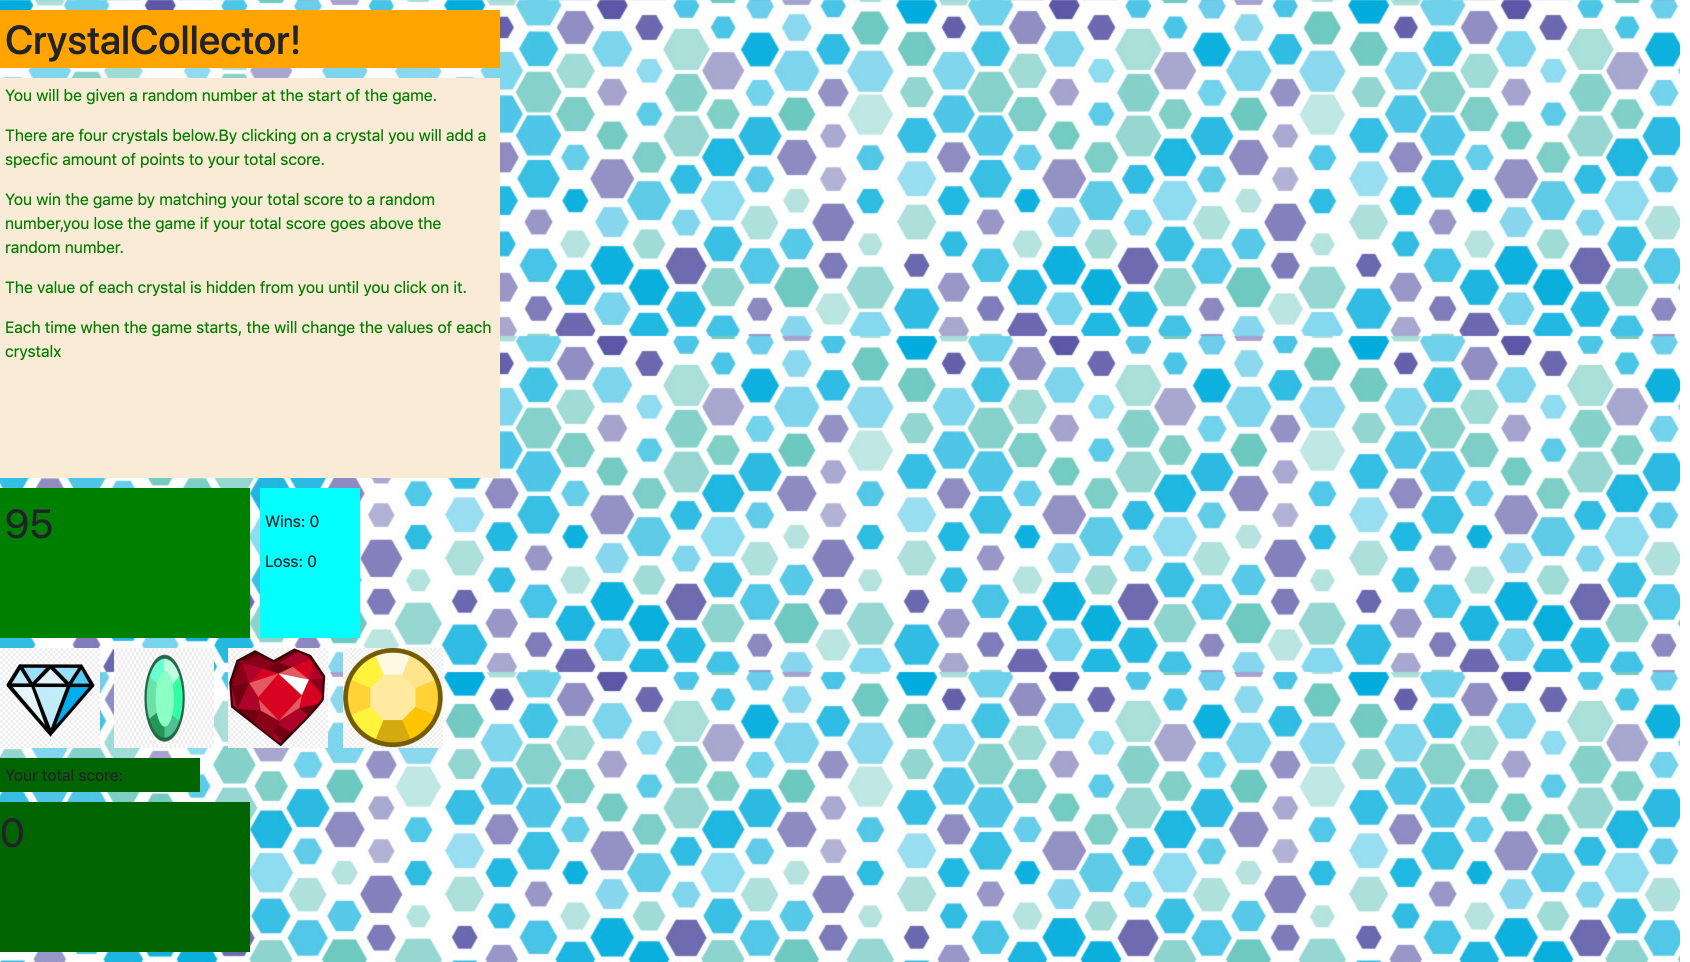 CrystalCollector!
You will be given a random number at the start of the game.
There are four crystals below.By clicking on a crystal you will add a
specfic amount of points to your total score.
You win the game by matching your total score to a random
number,you lose the game if your total score goes above the
random number.
The value of each crystal is hidden from you until you click on it.
Each time when the game starts, the will change the values of each
crystalx
95
Wins: 0
Loss: 0
Your total score:
0